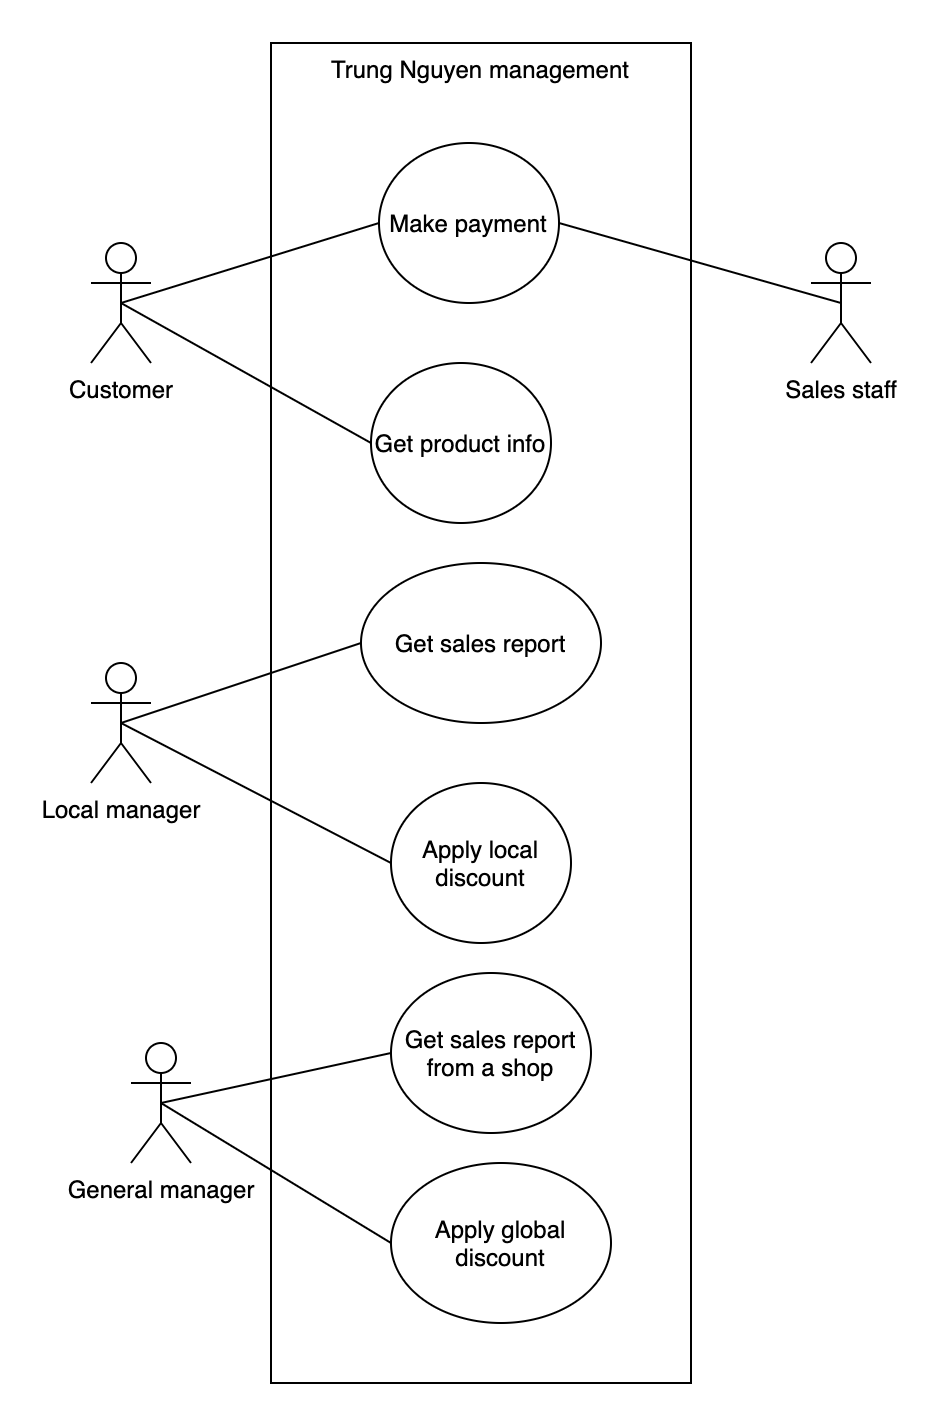 Trung Nguyen management
Make payment
Customer
Sales staff
Get product info
Get sales report
Local manager
Apply local
discount
Get sales report
from a shop
General manager
Apply global
discount